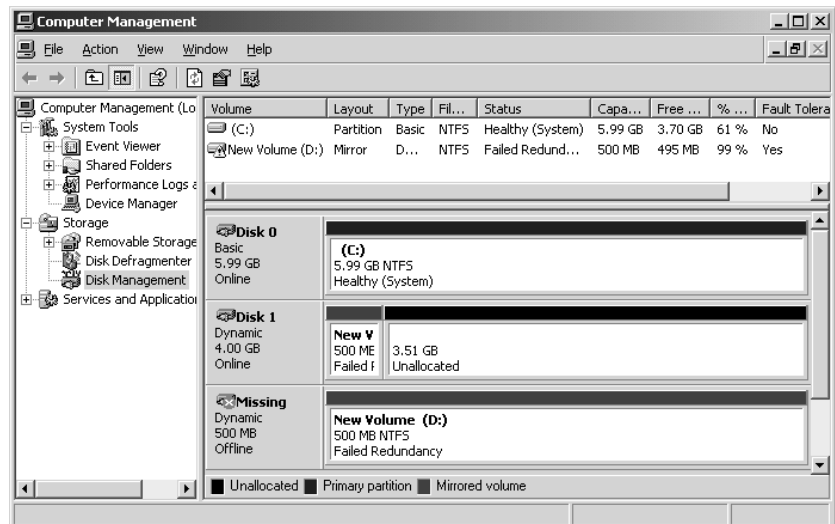 Computer Management
File Action View Window Help
Computer Management (Lo
System Tools
Event Viewer
Shared Folders
Performance Logs a
Device Manager
Storage
Removable Storage
Disk Defragmenter
Disk Management
Services and Application
Volume Layout Type Fil... Status Capa... Free ... % ... Fault Tolera
(C:) Partition Basic NTFS Healthy (System) 5.99 GB 3.70 GB 61 % No
New Volume (D:) Mirror D... NTFS Failed Redund... 500 MB 495 MB 99 % Yes
Disk 0
Basic
5.99 GB
Online
(C:)
5.99 GB NTFS
Healthy (System)
Disk 1
Dynamic
4.00 GB
Online
New V
500 ME
Failed F
3.51 GB
Unallocated
Missing
Dynamic
500 MB
Offline
New Volume (D:)
500 MB NTFS
Failed Redundancy
Unallocated Primary partition Mirrored volume